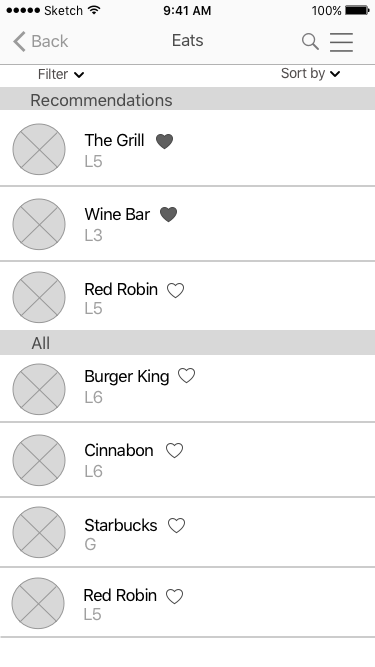 Sketch 9:41 AM 100%
Back Eats
Filter Sort by
Recommendations
The Grill
L5
Wine Bar
L3
Red Robin
L5
All
Burger King
L6
Cinnabon
L6
Starbucks
G
Red Robin
L5